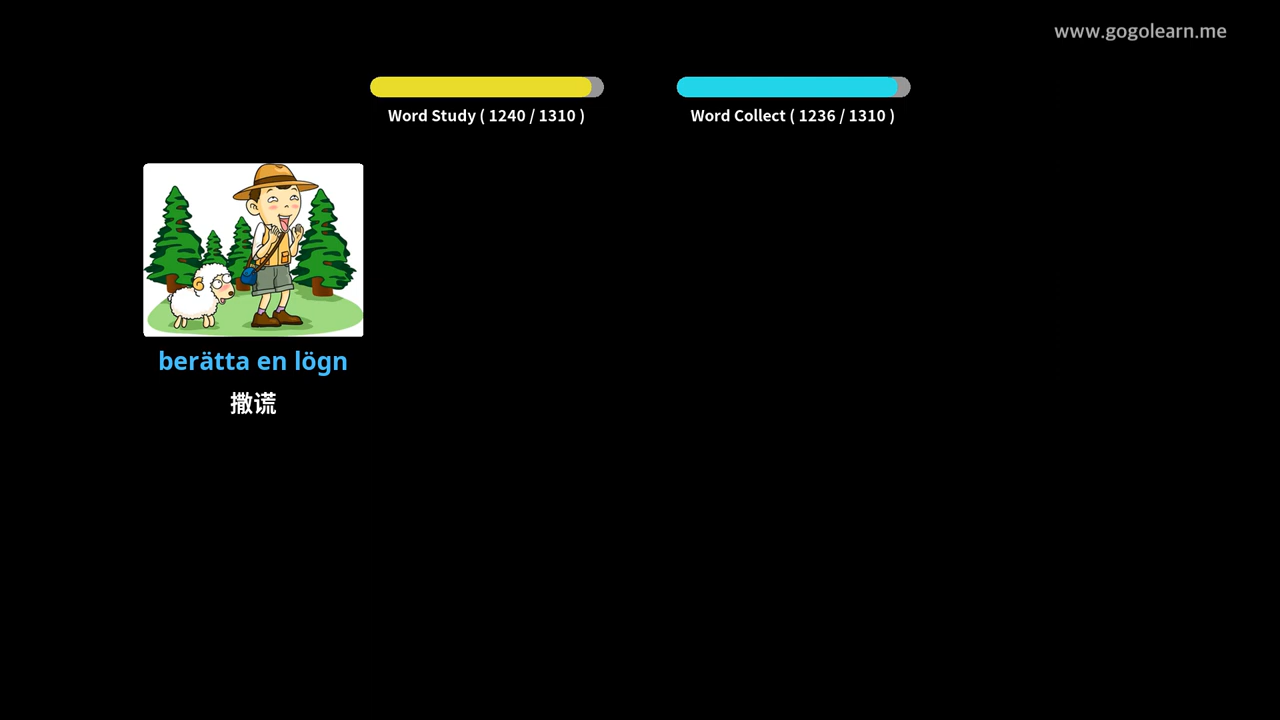 www.gogolearn.me
Word Study ( 1240 / 1310 )
Word Collect ( 1236 / 1310 )
berätta en lögn
撒谎